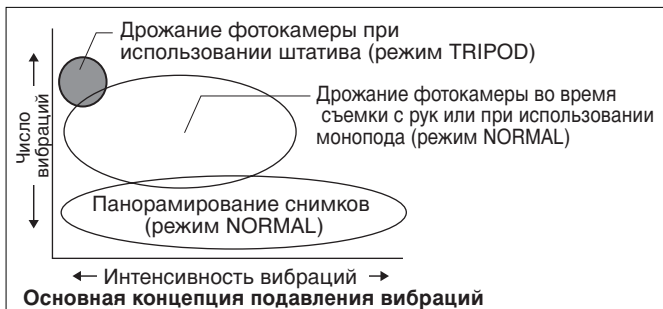 Дрожание фотокамеры при
использовании штатива (режим TRIPOD)
Дрожание фотокамеры во время
съемки с рук или при использовании
монопода (режим NORMAL)
Число
вибраций
Панорамирование снимков
(режим NORMAL)
Интенсивность вибраций
Основная концепция подавления вибраций